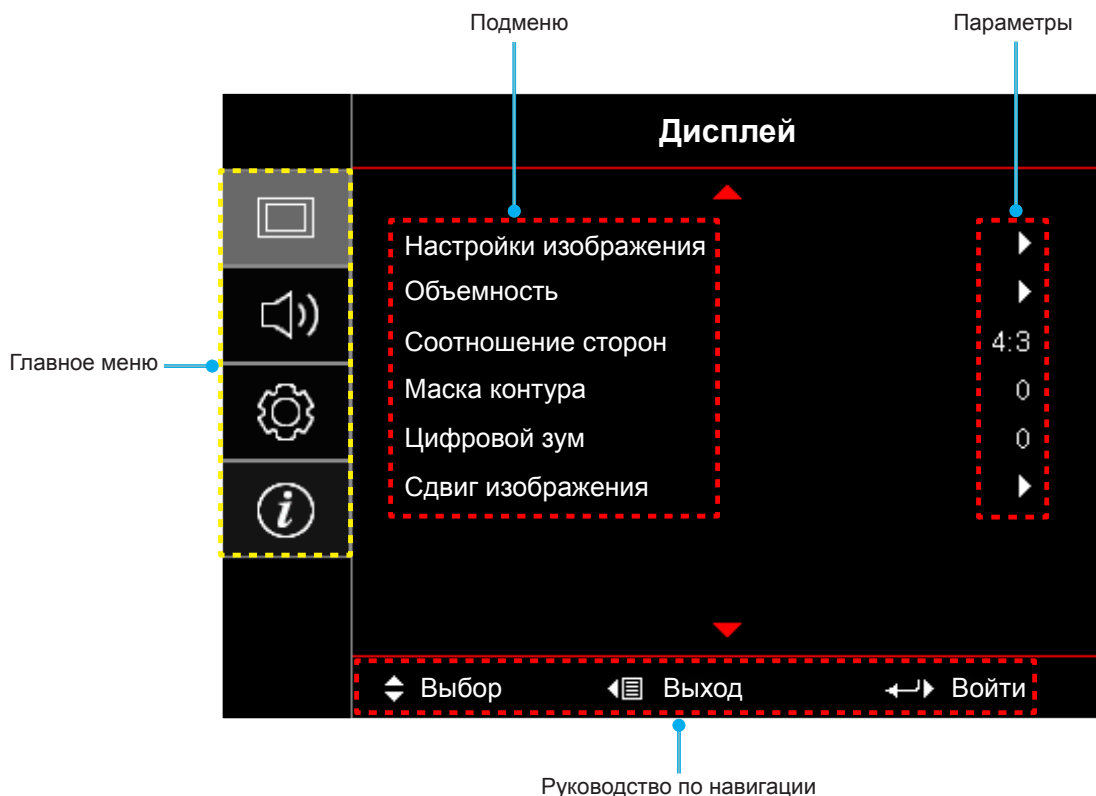 Подменю Параметры
Дисплей
Настройки изображения
Объемность
Соотношение сторон 4:3
Главное меню
Маска контура 0
Цифровой зум 0
Сдвиг изображения
Выбор Выход Войти
Руководство по навигации